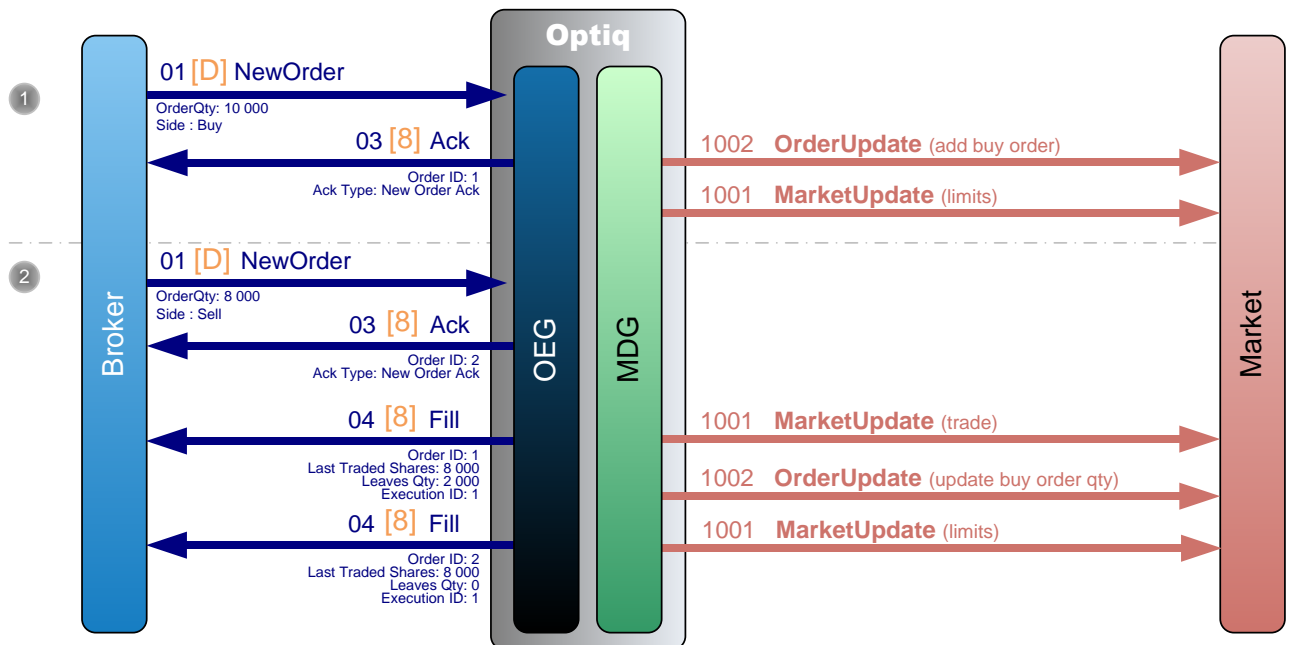 Optiq
1
01 [D] NewOrder
OrderQty: 10 000
Side : Buy
03 [8] Ack
Order ID: 1
Ack Type: New Order Ack
1002 OrderUpdate (add buy order)
1001 MarketUpdate (limits)
2
01 [D] NewOrder
OrderQty: 8 000
Side : Sell
03 [8] Ack
Order ID: 2
Ack Type: New Order Ack
Broker
OEG
MDG
Market
04 [8] Fill
Order ID: 1
Last Traded Shares: 8 000
Leaves Qty: 2 000
Execution ID: 1
1001 MarketUpdate (trade)
1002 OrderUpdate (update buy order qty)
04 [8] Fill
Order ID: 2
Last Traded Shares: 8 000
Leaves Qty: 0
Execution ID: 1
1001 MarketUpdate (limits)